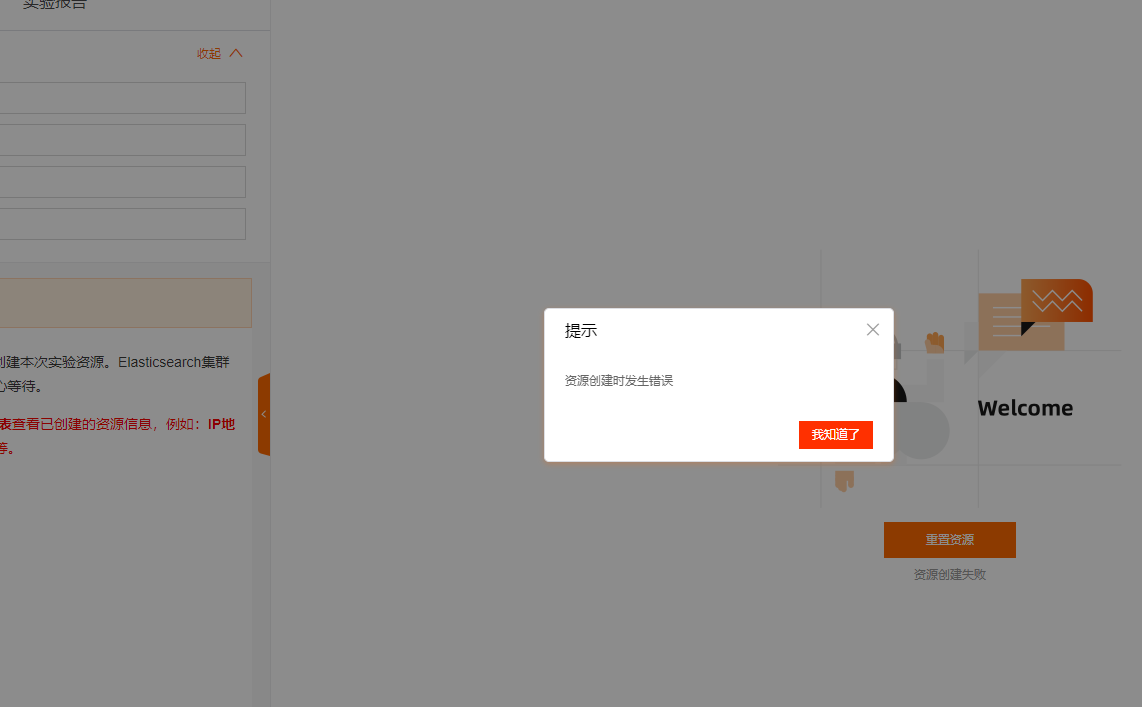 实验报告
收起
创建本次实验资源。Elasticsearch集群
心等待。
表查看已创建的资源信息，例如：IP地
等。
提示
资源创建时发生错误
我知道了
Welcome
重置资源
资源创建失败